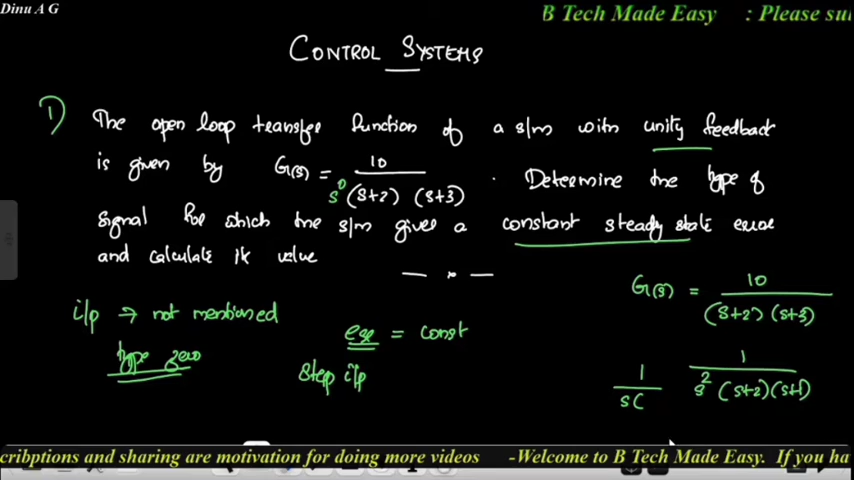 Dinu A G
B Tech Made Easy : Please su
CONTROL SYSTEMS
1) The open loop transfer function of a s/m with unity feedback
is given by G(s) = 10 / s^0 (s+2) (s+3) . Determine the type of
signal for which the s/m gives a constant steady state error
and calculate its value
G(s) = 10 / (s+2) (s+3)
i/p → not mentioned
type zero
ess = const
step i/p
1 / s(
1 / s^2 (s+2)(s+1)
cribptions and sharing are motivation for doing more videos -Welcome to B Tech Made Easy. If you ha